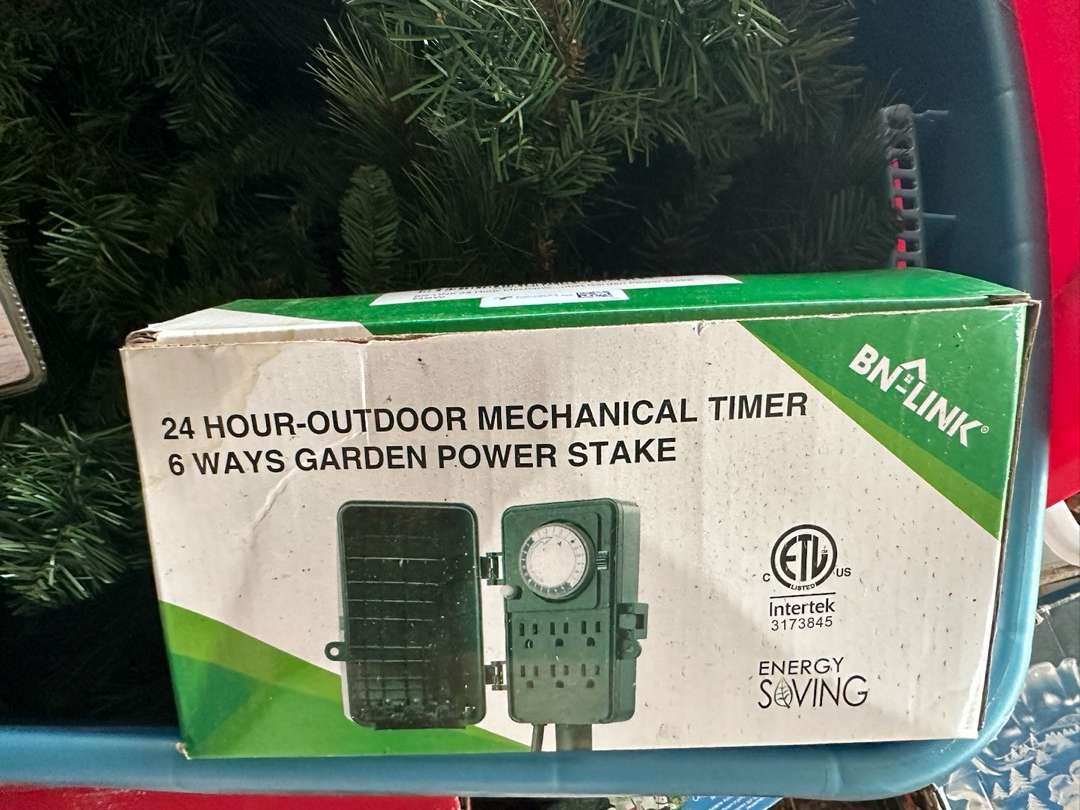 BN-LINK®
24 HOUR-OUTDOOR MECHANICAL TIMER
6 WAYS GARDEN POWER STAKE
ETL
C US
LISTED
Intertek
3173845
ENERGY
SAVING